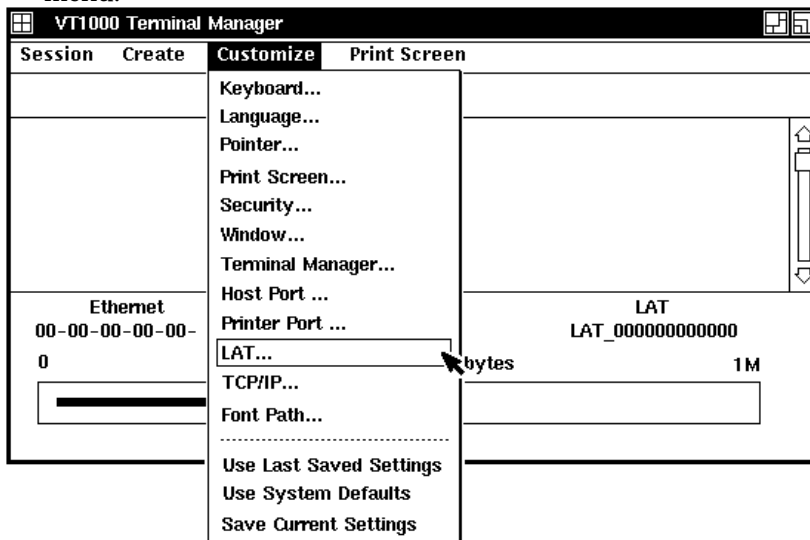 menu.
VT1000 Terminal Manager
Session Create Customize Print Screen
Keyboard...
Language...
Pointer...
Print Screen...
Security...
Window...
Terminal Manager...
Host Port ...
Printer Port ...
LAT...
TCP/IP...
Font Path...
Use Last Saved Settings
Use System Defaults
Save Current Settings
Ethernet
00-00-00-00-00-
0
bytes
LAT
LAT_000000000000
1M